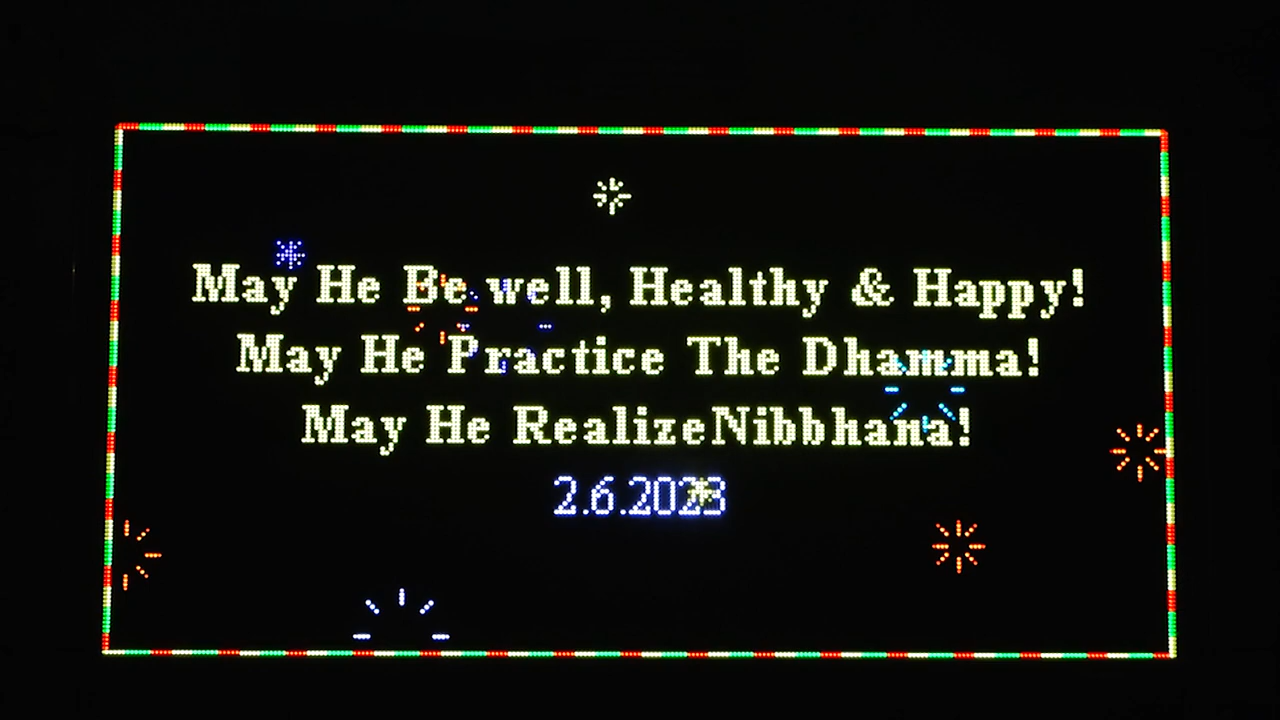 May He Be well, Healthy & Happy!
May He Practice The Dhamma!
May He RealizeNibbhana!
2.6.2023